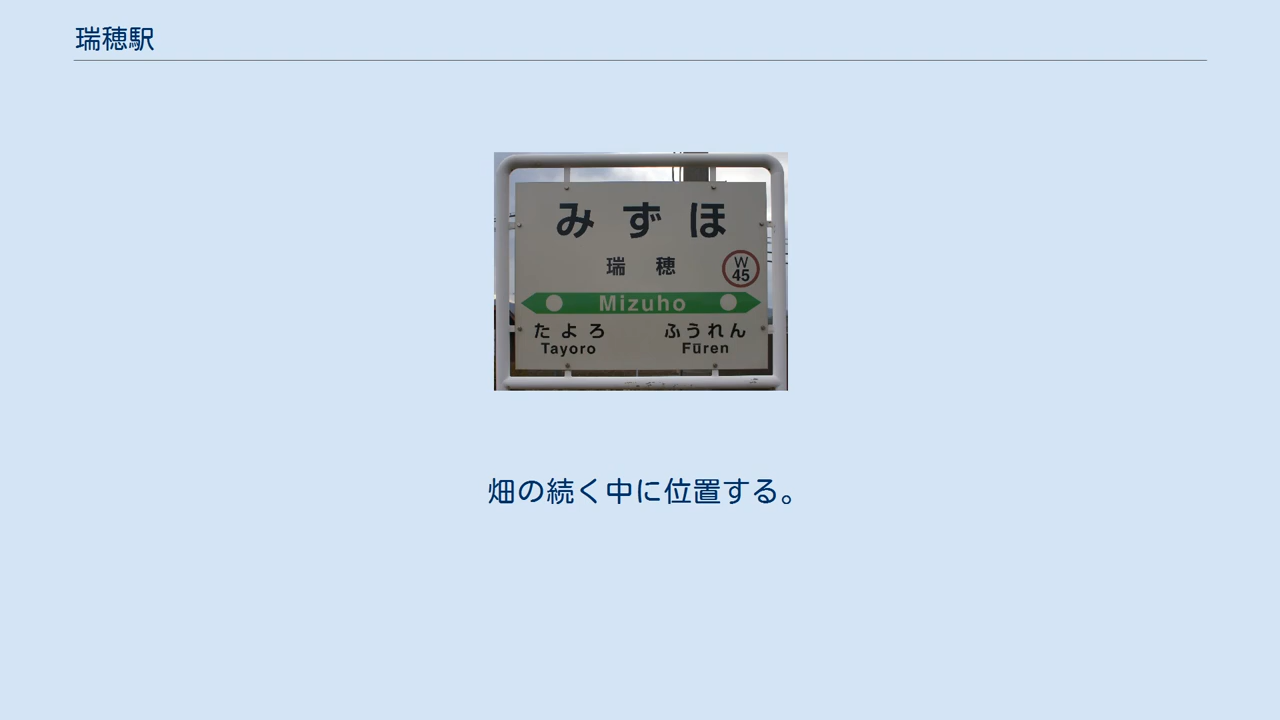 瑞穂駅
みずほ
瑞穂
W
45
Mizuho
たよろ ふうれん
Tayoro Fūren
畑の続く中に位置する。